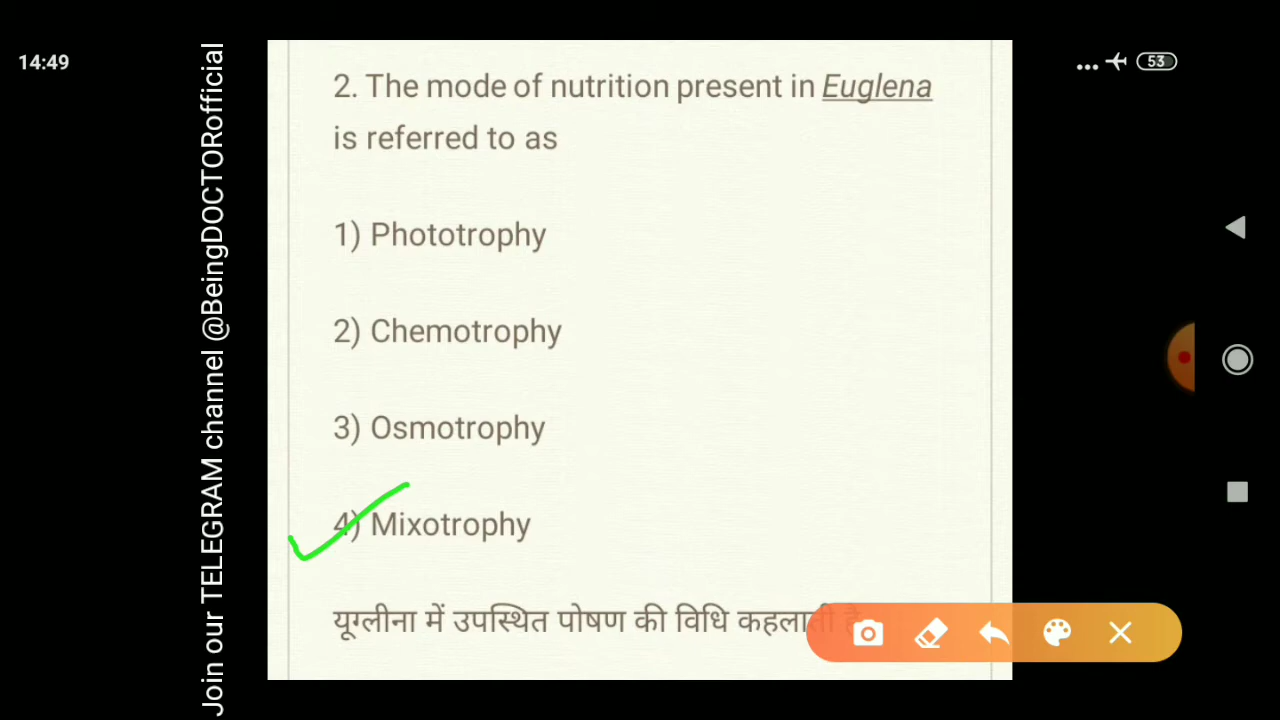 14:49
53
Join our TELEGRAM channel @BeingDOCTORofficial
2. The mode of nutrition present in Euglena
is referred to as
1) Phototrophy
2) Chemotrophy
3) Osmotrophy
4) Mixotrophy
यूग्लीना में उपस्थित पोषण की विधि कहलाती है